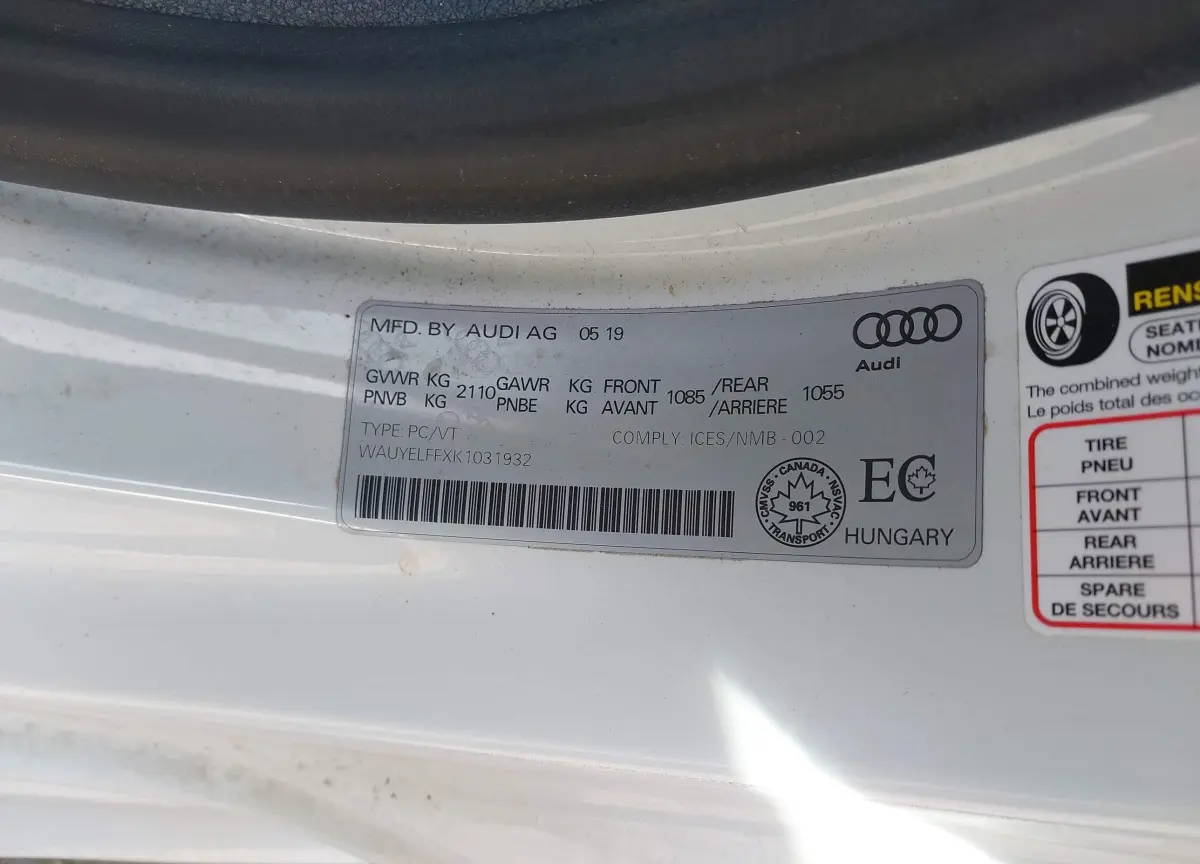 MFD. BY AUDI AG 05 19
Audi
GVWR KG 2110 GAWR KG FRONT 1085 /REAR 1055
PNVB KG PNBE KG AVANT /ARRIERE
TYPE: PC/VT COMPLY: ICES/NMB - 002
WAUYELFFXK1031932
CMVSS · CANADA · NSVAC · TRANSPORT ·
961
EC
HUNGARY
The combined weight
Le poids total des
TIRE
PNEU
FRONT
AVANT
REAR
ARRIERE
SPARE
DE SECOURS